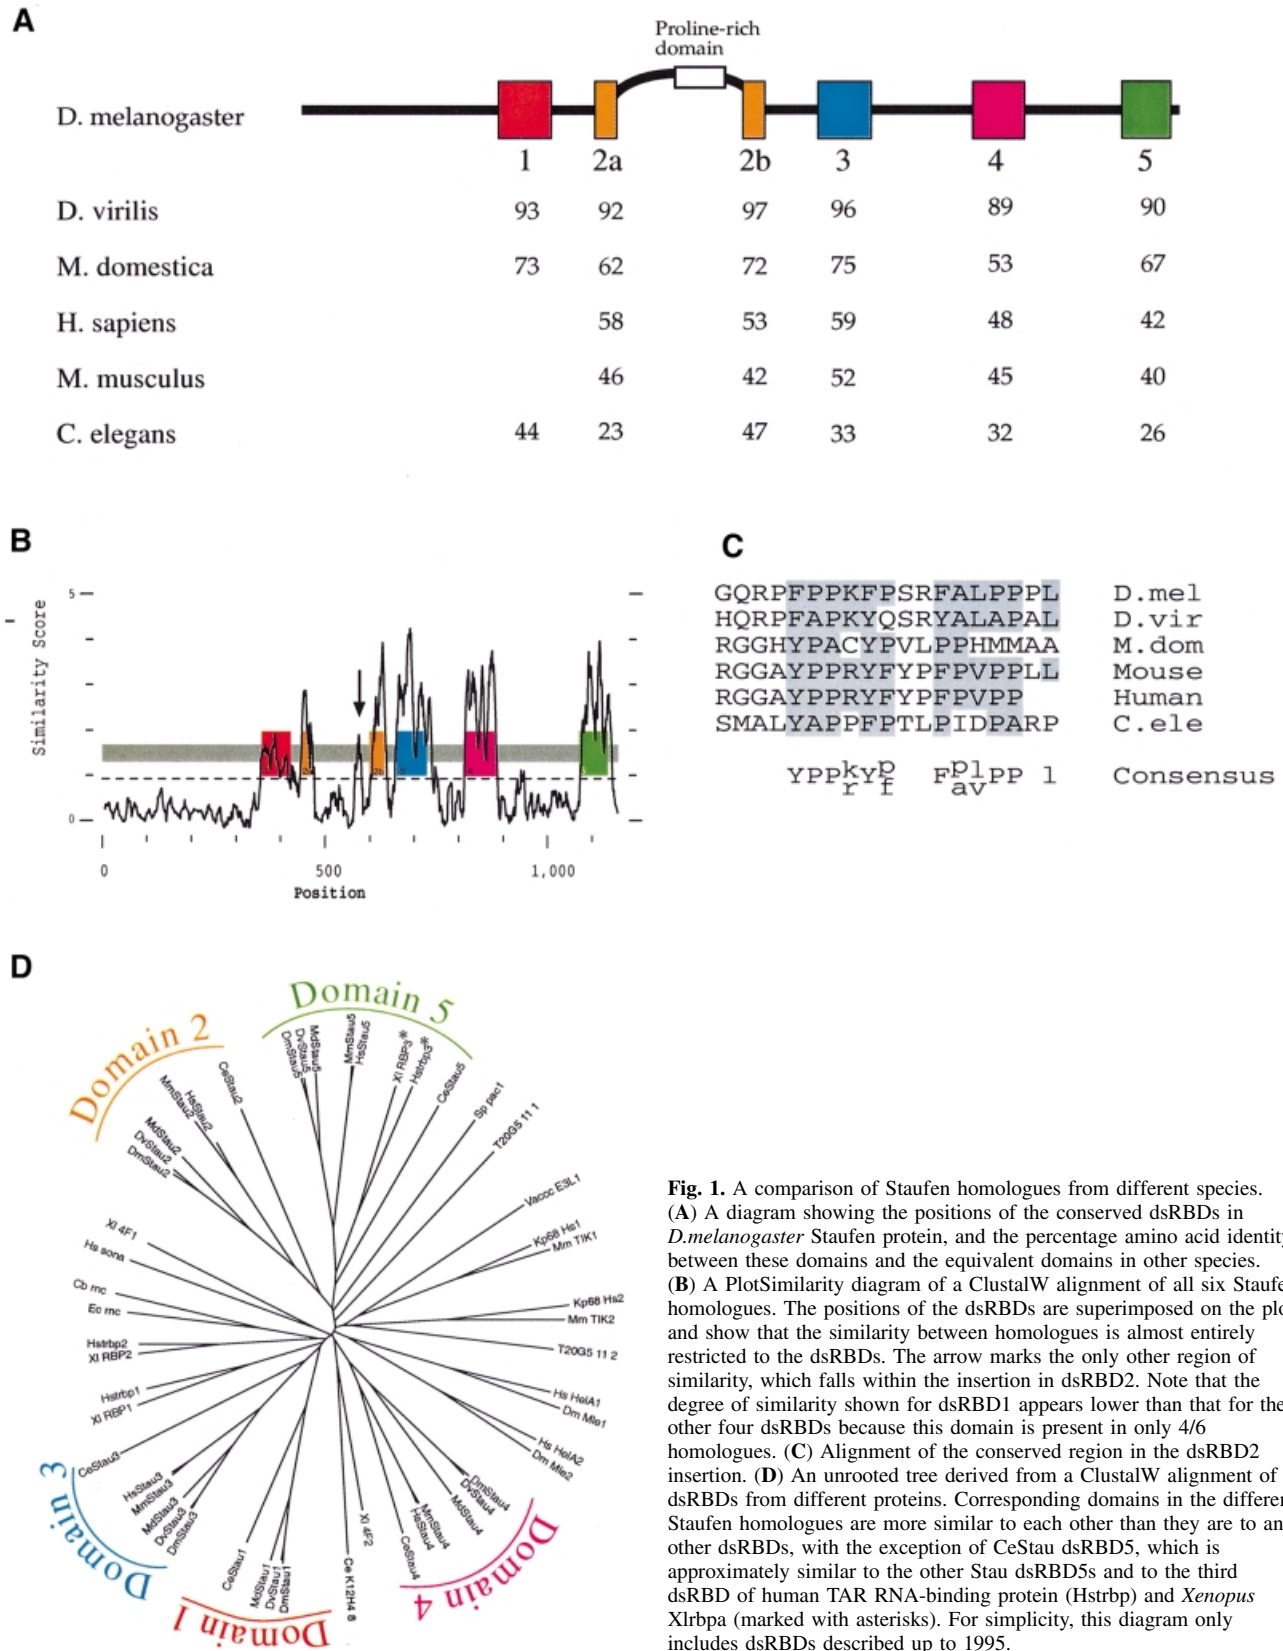 A
Proline-rich
domain
D. melanogaster
1 2a 2b 3 4 5
D. virilis 93 92 97 96 89 90
M. domestica 73 62 72 75 53 67
H. sapiens 58 53 59 48 42
M. musculus 46 42 52 45 40
C. elegans 44 23 47 33 32 26
B
Similarity Score
5
0
0 500 1,000
Position
C
GQRPFPPKFPSRFALPPPL D.mel
HQRPFAPKYQSRYALAPAL D.vir
RGGHYPACYPVLPPHMMAA M.dom
RGGAYPPRYFYPFPVPPLL Mouse
RGGAYPPRYFYPFPVPP Human
SMALYAPPFPTLPIDPARP C.ele
YPPkYp FplPP l Consensus
r f av
D
Domain 5
Domain 2
DmStau5
DvStau5
MdStau5
MmStau5
HsStau5
Xl RBP3*
Hstrbp3*
CeStau5
Sp pac1
T20G5 11 1
Vaccc E3L1
Kp68 Hs1
Mm TIK1
Kp68 Hs2
Mm TIK2
T20G5 11 2
Hs HelA1
Dm Mle1
Hs HelA2
Dm Mle2
DmStau4
DvStau4
MdStau4
MmStau4
HsStau4
CeStau4
Xl 4F2
Ce K12H4 8
DmStau1
DvStau1
MdStau1
CeStau1
DmStau3
DvStau3
MdStau3
MmStau3
HsStau3
CeStau3
Xl RBP1
Hstrbp1
Xl RBP2
Hstrbp2
Ec rnc
Cb rnc
Hs sona
Xl 4F1
DmStau2
DvStau2
MdStau2
MmStau2
HsStau2
CeStau2
Domain 3
Domain 1
Domain 4
Fig. 1. A comparison of Staufen homologues from different species.
(A) A diagram showing the positions of the conserved dsRBDs in
D.melanogaster Staufen protein, and the percentage amino acid identity
between these domains and the equivalent domains in other species.
(B) A PlotSimilarity diagram of a ClustalW alignment of all six Staufe
homologues. The positions of the dsRBDs are superimposed on the plo
and show that the similarity between homologues is almost entirely
restricted to the dsRBDs. The arrow marks the only other region of
similarity, which falls within the insertion in dsRBD2. Note that the
degree of similarity shown for dsRBD1 appears lower than that for the
other four dsRBDs because this domain is present in only 4/6
homologues. (C) Alignment of the conserved region in the dsRBD2
insertion. (D) An unrooted tree derived from a ClustalW alignment of
dsRBDs from different proteins. Corresponding domains in the differen
Staufen homologues are more similar to each other than they are to an
other dsRBDs, with the exception of CeStau dsRBD5, which is
approximately similar to the other Stau dsRBD5s and to the third
dsRBD of human TAR RNA-binding protein (Hstrbp) and Xenopus
Xlrbpa (marked with asterisks). For simplicity, this diagram only
includes dsRBDs described up to 1995.